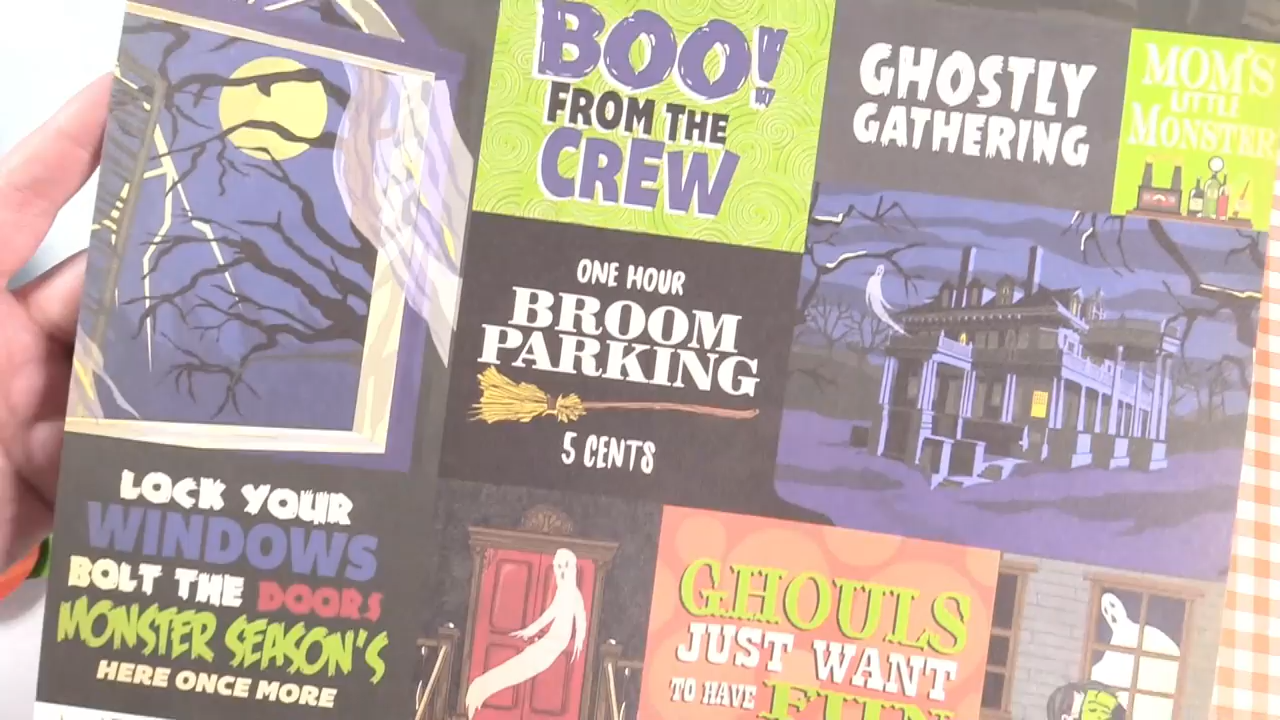 BOO!
FROM THE
CREW
GHOSTLY
GATHERING
MOM'S
LITTLE
MONSTER
ONE HOUR
BROOM
PARKING
5 CENTS
LOCK YOUR
WINDOWS
BOLT THE DOORS
MONSTER SEASON'S
HERE ONCE MORE
GHOULS
JUST WANT
TO HAVE FUN